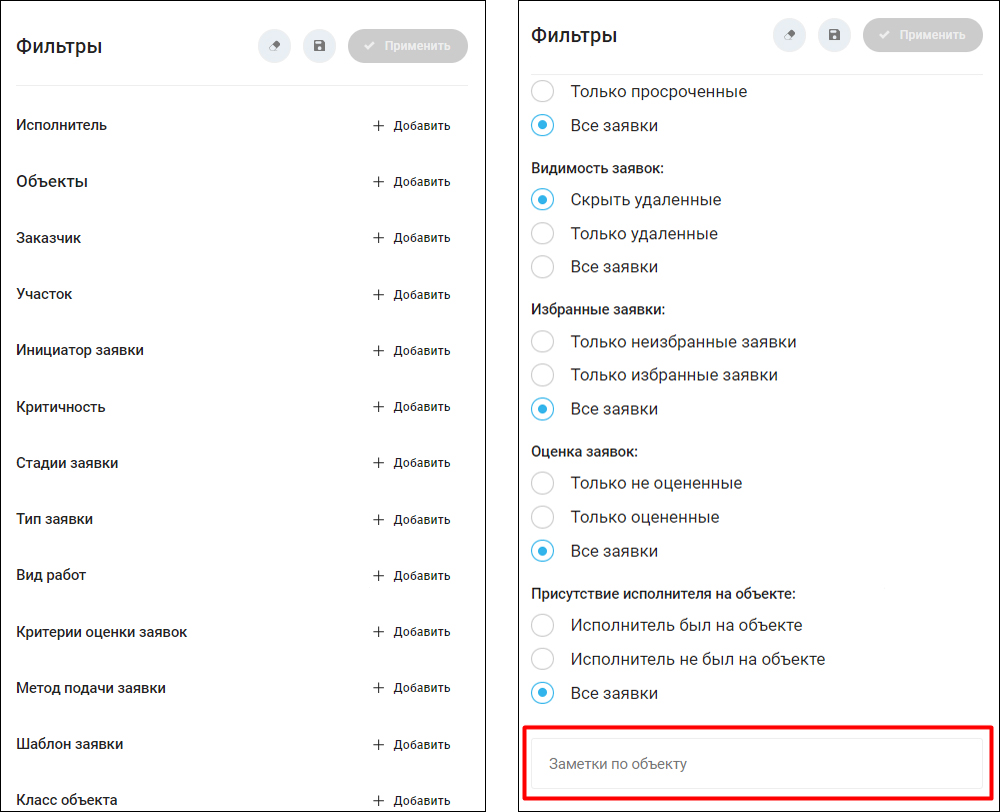 Фильтры
Применить
Исполнитель
Добавить
Объекты
Добавить
Заказчик
Добавить
Участок
Добавить
Инициатор заявки
Добавить
Критичность
Добавить
Стадии заявки
Добавить
Тип заявки
Добавить
Вид работ
Добавить
Критерии оценки заявок
Добавить
Метод подачи заявки
Добавить
Шаблон заявки
Добавить
Класс объекта
Добавить
Фильтры
Применить
Только просроченные
Все заявки
Видимость заявок:
Скрыть удаленные
Только удаленные
Все заявки
Избранные заявки:
Только неизбранные заявки
Только избранные заявки
Все заявки
Оценка заявок:
Только не оцененные
Только оцененные
Все заявки
Присутствие исполнителя на объекте:
Исполнитель был на объекте
Исполнитель не был на объекте
Все заявки
Заметки по объекту